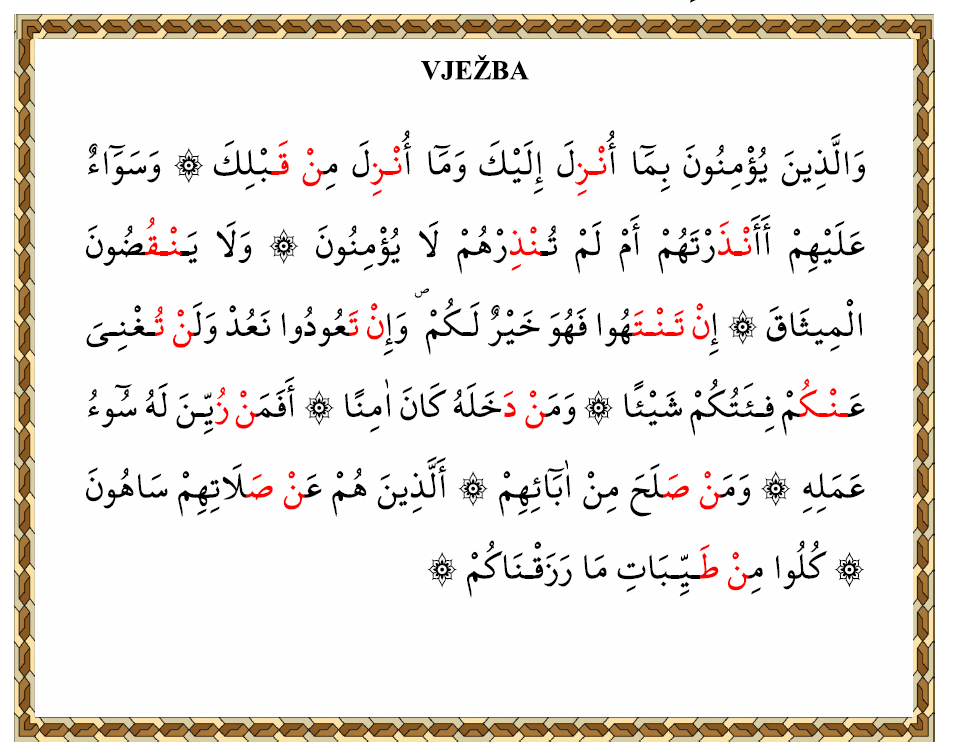 VJEŽBA
وَالَّذِينَ يُؤْمِنُونَ بِمَٓا أُنْزِلَ إِلَيْكَ وَمَٓا أُنْزِلَ مِنْ قَبْلِكَ ۞ وَسَوَٓاءٌ
عَلَيْهِمْ أَأَنْذَرْتَهُمْ أَمْ لَمْ تُنْذِرْهُمْ لَا يُؤْمِنُونَ ۞ وَلَا يَنْقُضُونَ
الْمِيثَاقَ ۞ إِنْ تَنْتَهُوا فَهُوَ خَيْرٌ لَكُمْ ۖ وَإِنْ تَعُودُوا نَعُدْ وَلَنْ تُغْنِىَ
عَنْكُمْ فِئَتُكُمْ شَيْئًا ۞ وَمَنْ دَخَلَهُ كَانَ اٰمِنًا ۞ أَفَمَنْ زُيِّنَ لَهُ سُٓوءُ
عَمَلِهِ ۞ وَمَنْ صَلَحَ مِنْ اٰبَٓائِهِمْ ۞ أَلَّذِينَ هُمْ عَنْ صَلَاتِهِمْ سَاهُونَ
۞ كُلُوا مِنْ طَيِّبَاتِ مَا رَزَقْنَاكُمْ ۞